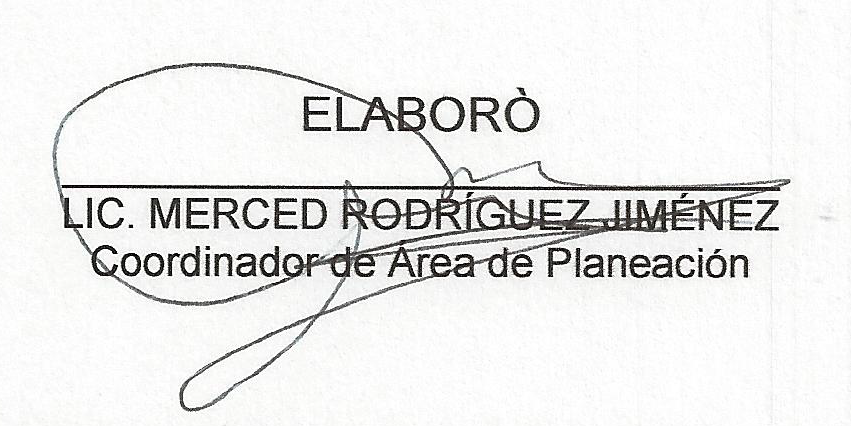 ELABORÒ
LIC. MERCED RODRÍGUEZ JIMÉNEZ
Coordinador de Área de Planeación